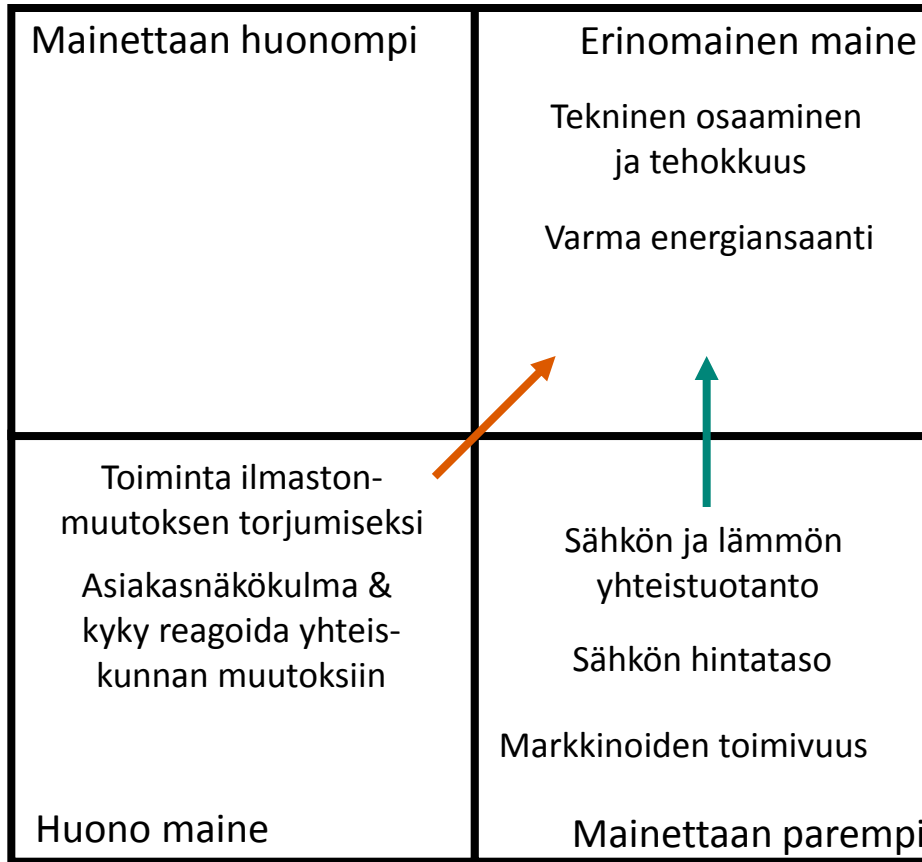 Mainettaan huonompi
Erinomainen maine
Tekninen osaaminen
ja tehokkuus
Varma energiansaanti
Toiminta ilmaston-
muutoksen torjumiseksi
Asiakasnäkökulma &
kyky reagoida yhteis-
kunnan muutoksiin
Huono maine
Sähkön ja lämmön
yhteistuotanto
Sähkön hintataso
Markkinoiden toimivuus
Mainettaan parempi